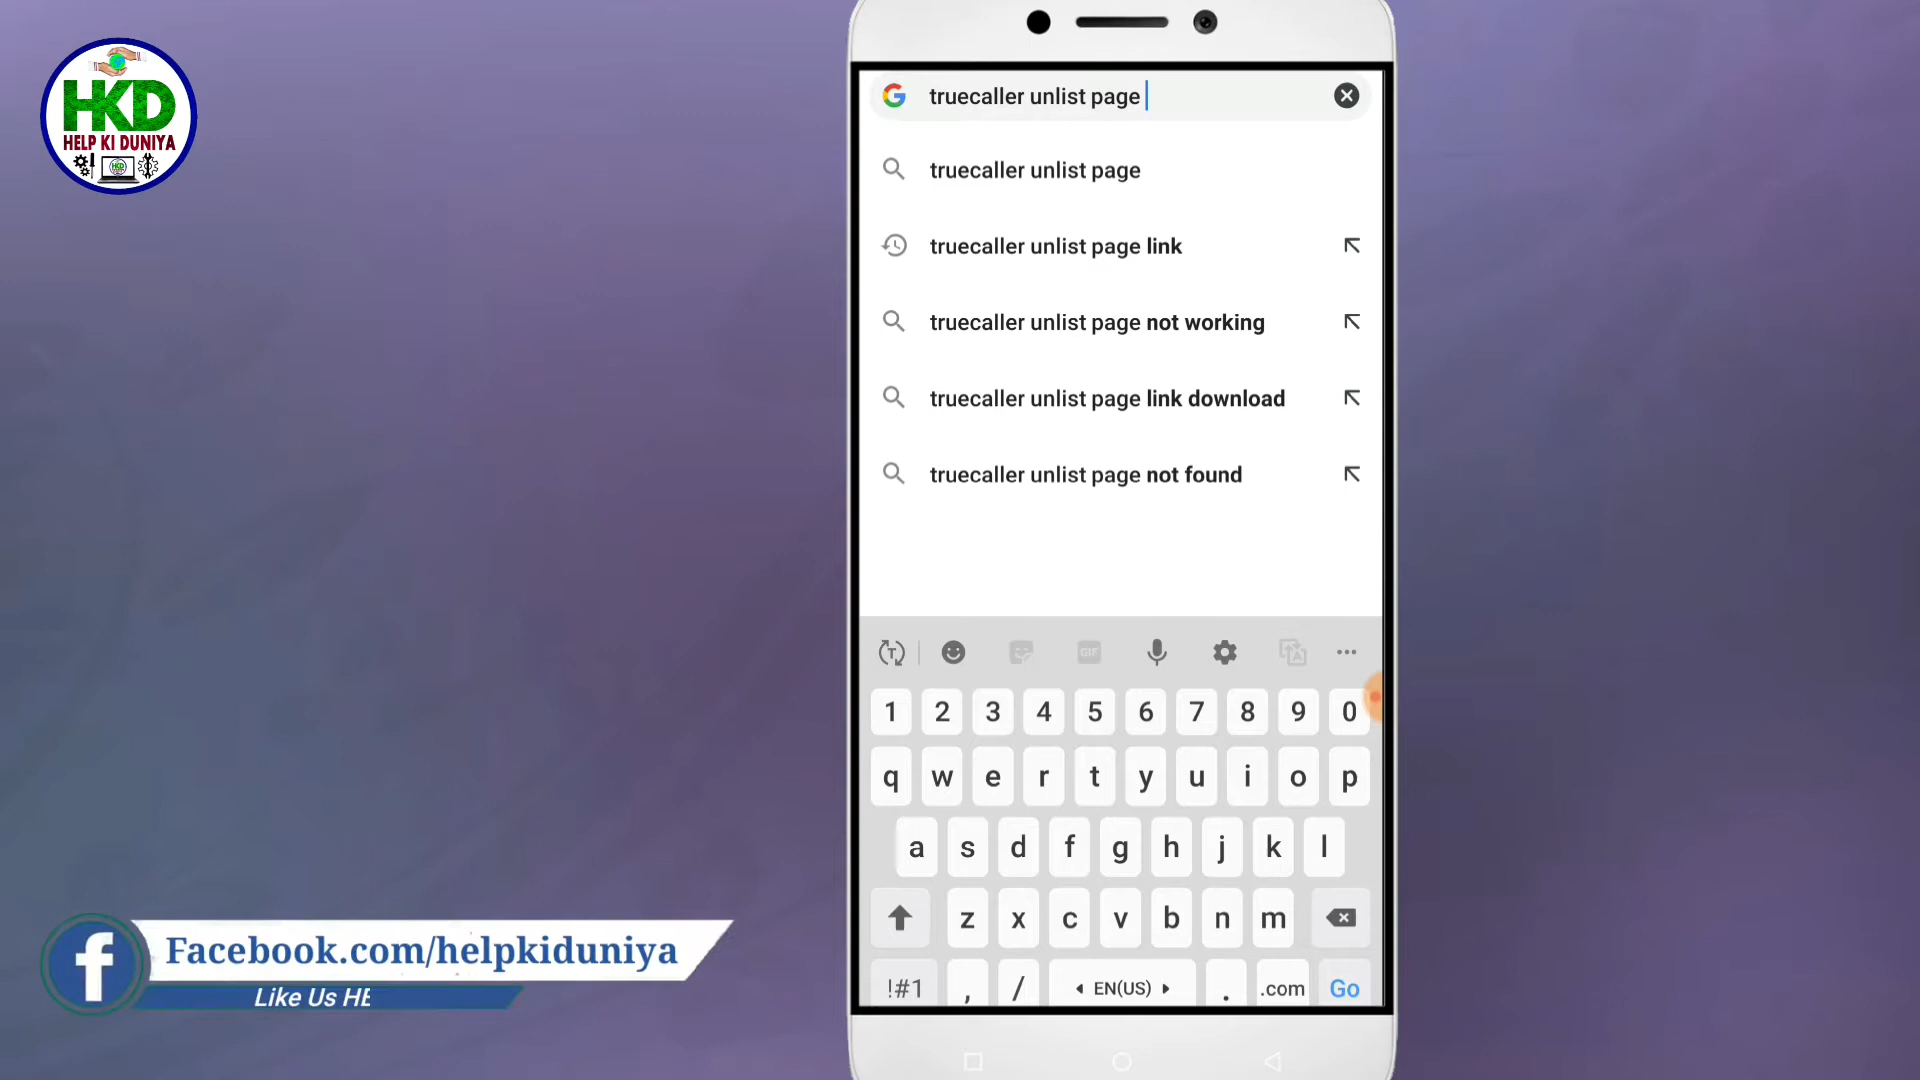 HKD
HELP KI DUNIYA
HKD
truecaller unlist page
truecaller unlist page
truecaller unlist page link
truecaller unlist page not working
truecaller unlist page link download
truecaller unlist page not found
T GIF A
1 2 3 4 5 6 7 8 9 0
q w e r t y u i o p
a s d f g h j k l
z x c v b n m
!#1 , / EN(US) . .com Go
f Facebook.com/helpkiduniya
Like Us HE